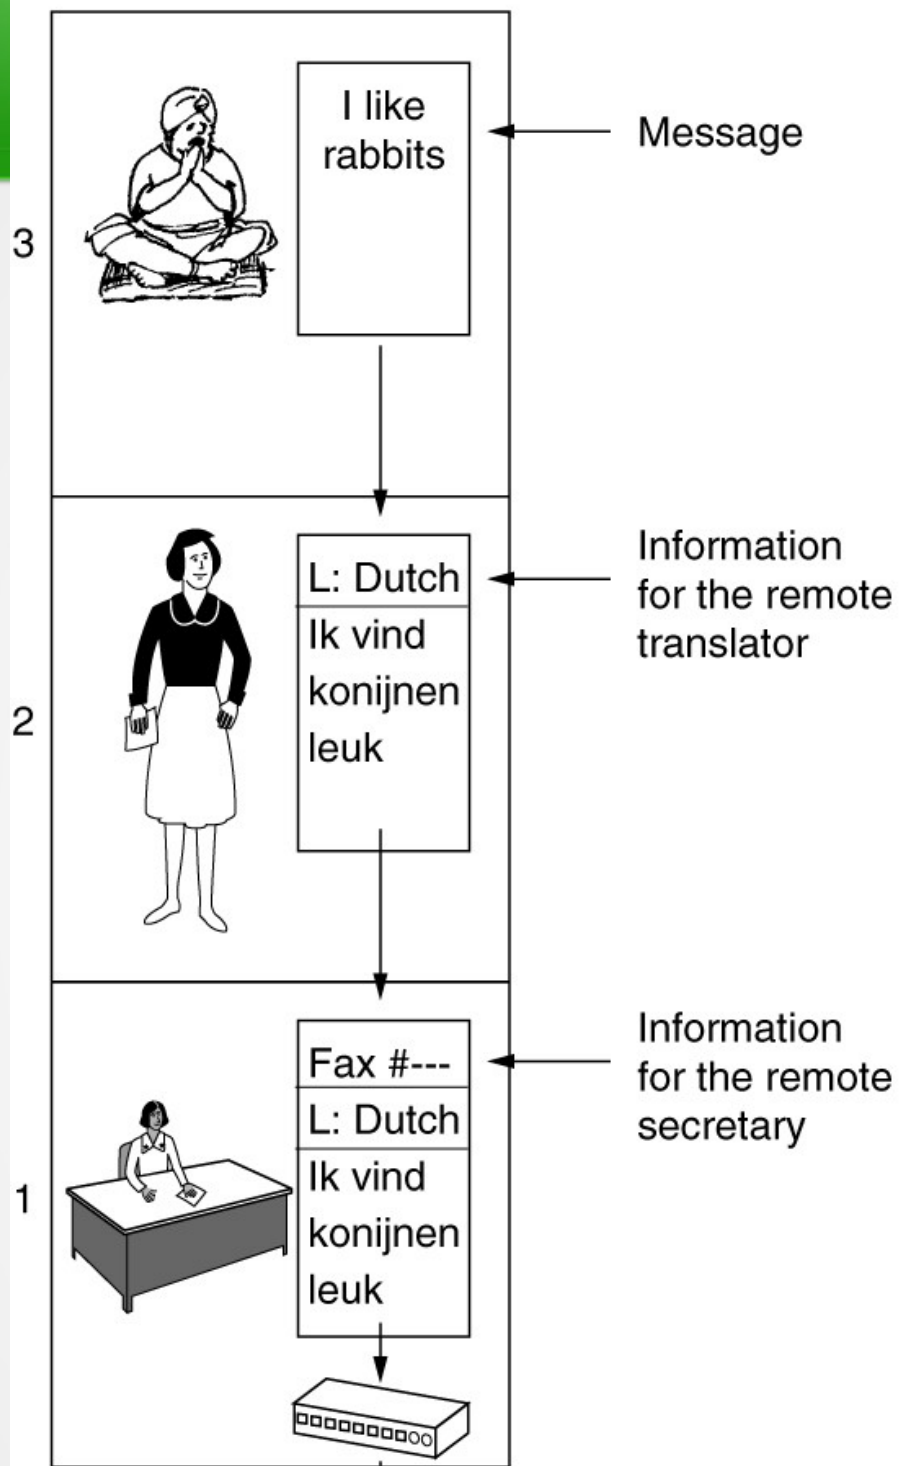 I like
rabbits
Message
3
L: Dutch
Ik vind
konijnen
leuk
Information
for the remote
translator
2
Fax #---
L: Dutch
Ik vind
konijnen
leuk
Information
for the remote
secretary
1